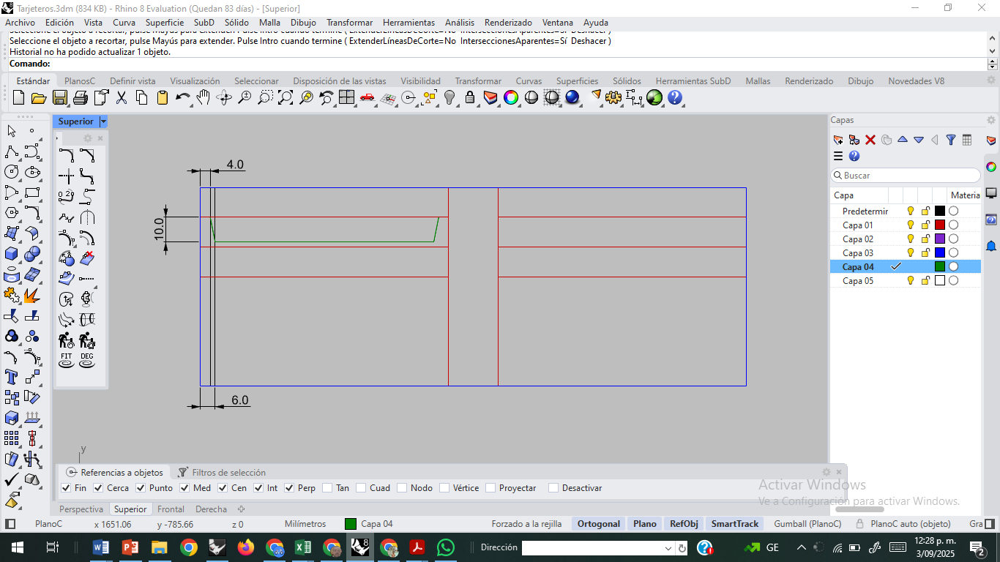 Tarjeteros.3dm (834 KB) - Rhino 8 Evaluation (Quedan 83 días) - [Superior]
Archivo Edición Vista Curva Superficie SubD Sólido Malla Dibujo Transformar Herramientas Análisis Renderizado Ventana Ayuda
Seleccione el objeto a recortar, pulse Mayús para extender. Pulse Intro cuando termine ( ExtenderLíneasDeCorte=No InterseccionesAparentes=Sí Deshacer )
Seleccione el objeto a recortar, pulse Mayús para extender. Pulse Intro cuando termine ( ExtenderLíneasDeCorte=No InterseccionesAparentes=Sí Deshacer )
Historial no ha podido actualizar 1 objeto.
Comando:
Estándar PlanosC Definir vista Visualización Seleccionar Disposición de las vistas Visibilidad Transformar Curvas Superficies Sólidos Herramientas SubD Mallas Renderizado Dibujo Novedades V8
Superior
Capas
Buscar
Capa Materia
Predetermir
Capa 01
Capa 02
Capa 03
Capa 04
Capa 05
4.0
10.0
6.0
FIT DEG
y
Referencias a objetos Filtros de selección
Fin Cerca Punto Med Cen Int Perp Tan Cuad Nodo Vértice Proyectar Desactivar
Activar Windows
Ve a Configuración para activar Windows.
Perspectiva Superior Frontal Derecha
PlanoC x 1651.06 y -785.66 z 0 Milímetros Capa 04 Forzado a la rejilla Ortogonal Plano RefObj SmartTrack Gumball (PlanoC) PlanoC auto (objeto) Gra
Dirección GE 12:28 p. m.
3/09/2025
2